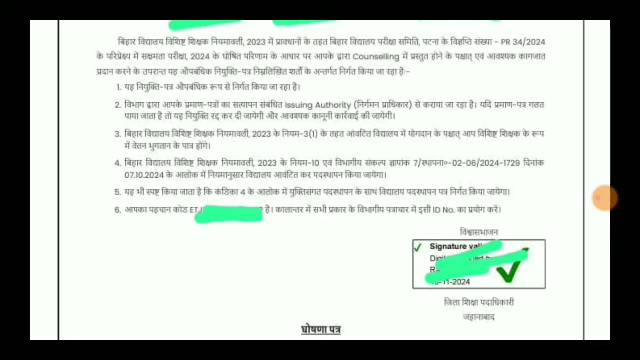 बिहार विद्यालय विशिष्ट शिक्षक नियमावली, 2023 में प्रावधानों के तहत बिहार विद्यालय परीक्षा समिति, पटना के विज्ञप्ति संख्या - PR 34/2024
के परिप्रेक्ष्य में सक्षमता परीक्षा, 2024 के घोषित परिणाम के आधार पर आपके द्वारा Counselling में प्रस्तुत होने के पश्चात् एवं आवश्यक कागजात
प्रदान करने के उपरान्त यह औपबंधिक नियुक्ति-पत्र निम्नलिखित शर्तों के अन्तर्गत निर्गत किया जा रहा है:-
1. यह नियुक्ति-पत्र औपबंधिक रूप से निर्गत किया जा रहा है।
2. विभाग द्वारा आपके प्रमाण-पत्रों का सत्यापन संबंधित Issuing Authority (निर्गमन प्राधिकार) से कराया जा रहा है। यदि प्रमाण-पत्र गलत
पाया जाता है तो यह नियुक्ति रद्द कर दी जायेगी और आवश्यक कानूनी कार्रवाई की जायेगी।
3. बिहार विद्यालय विशिष्ट शिक्षक नियमावली, 2023 के नियम-3(1) के तहत आंवटित विद्यालय में योगदान के पश्चात् आप विशिष्ट शिक्षक के रूप
में वेतन भुगतान के पात्र होंगे।
4. बिहार विद्यालय विशिष्ट शिक्षक नियमावली, 2023 के नियम-10 एवं विभागीय संकल्प ज्ञापांक 7/स्थापना०-02-06/2024-1729 दिनांक
07.10.2024 के आलोक में नियमानुसार विद्यालय आवंटित कर पदस्थापन किया जायेगा।
5. यह भी स्पष्ट किया जाता है कि कंडिका 4 के आलोक में युक्तिसंगत पदस्थापन के साथ विद्यालय पदस्थापन पत्र निर्गत किया जायेगा।
6. आपका पहचान कोड है। कालान्तर में सभी प्रकार के विभागीय पत्राचार में इसी ID No. का प्रयोग करें।
विश्वासभाजन
Signature
-11-2024
जिला शिक्षा पदाधिकारी
जहानाबाद
घोषणा पत्र